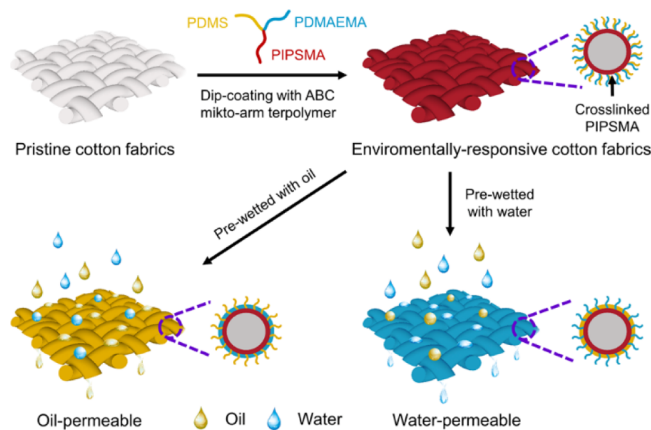 PDMS
PDMAEMA
PIPSMA
Dip-coating with ABC
mikto-arm terpolymer
Crosslinked
PIPSMA
Pristine cotton fabrics
Enviromentally-responsive cotton fabrics
Pre-wetted with oil
Pre-wetted
with water
Oil-permeable
Oil
Water
Water-permeable